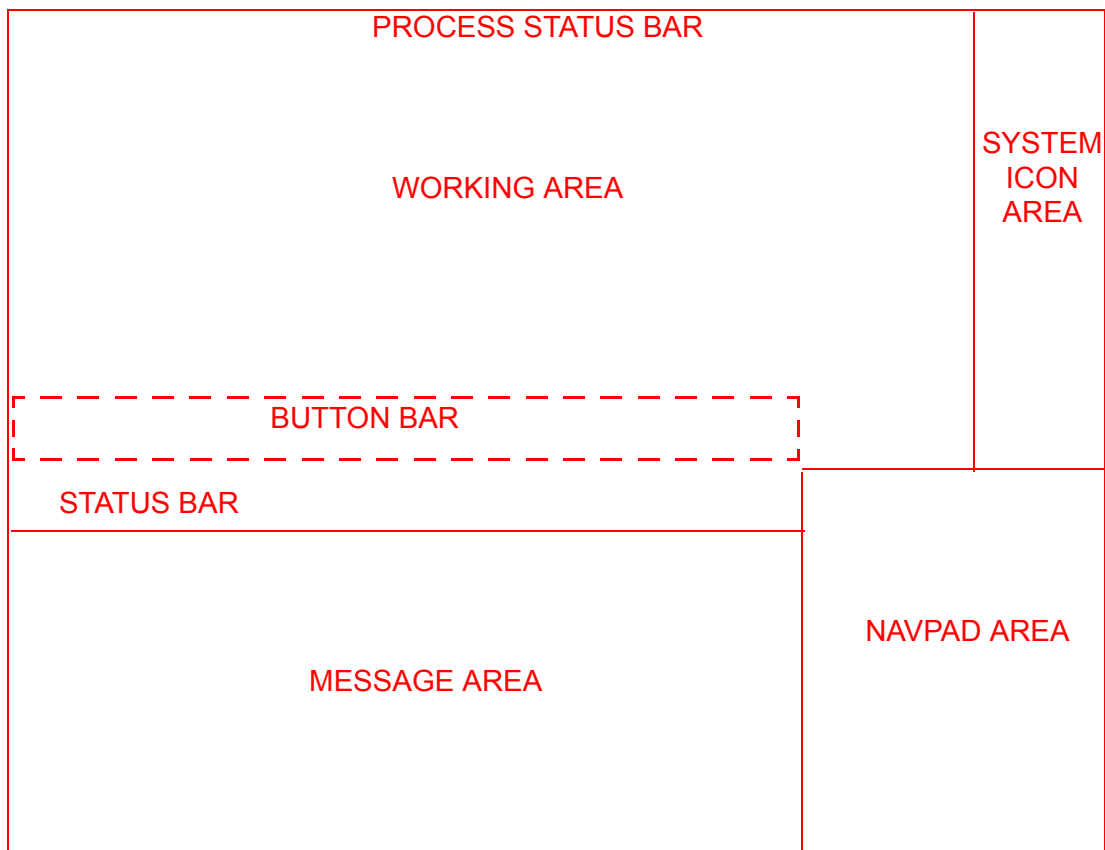 PROCESS STATUS BAR
SYSTEM
ICON
AREA
WORKING AREA
BUTTON BAR
STATUS BAR
NAVPAD AREA
MESSAGE AREA